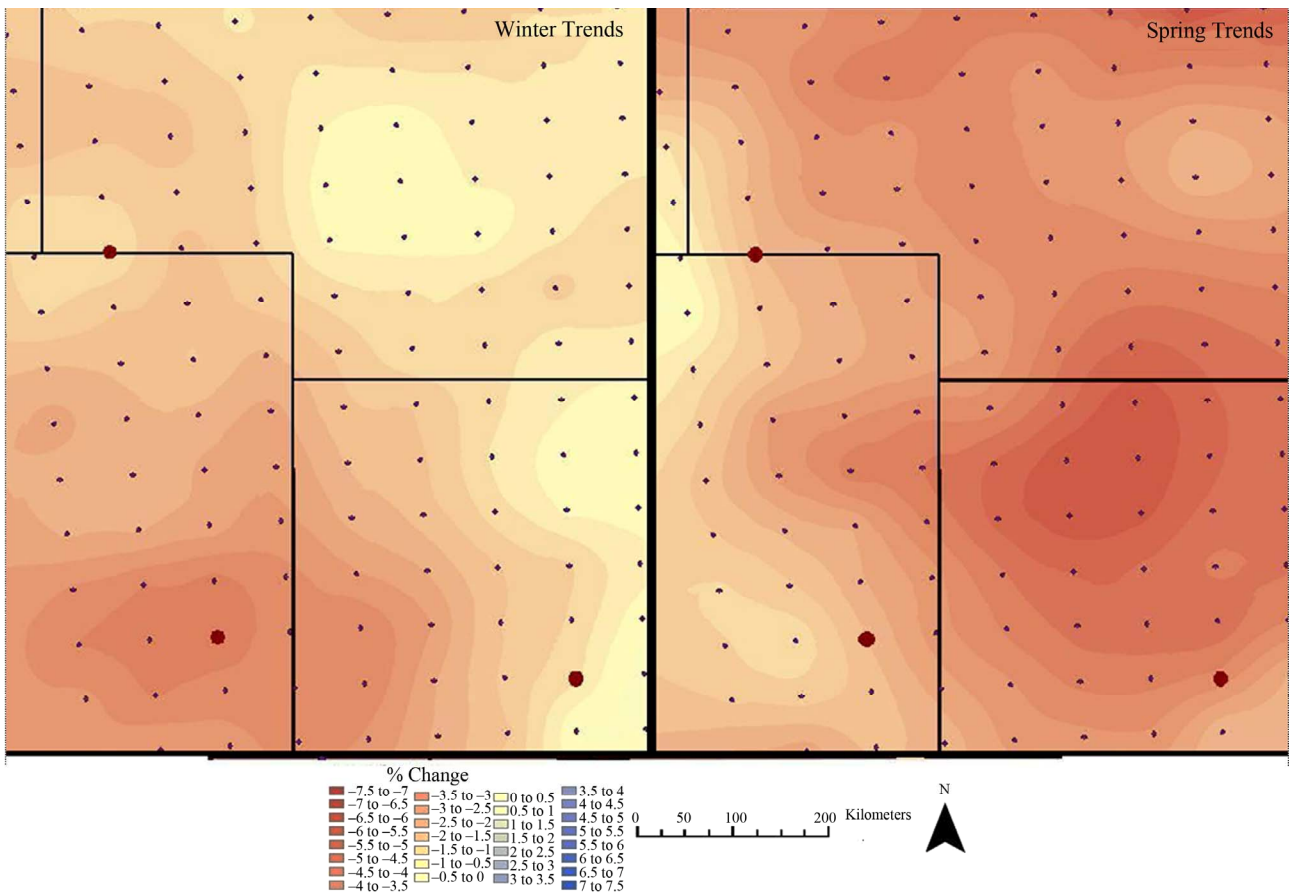 Winter Trends
Spring Trends
% Change
–7.5 to –7
–7 to –6.5
–6.5 to –6
–6 to –5.5
–5.5 to –5
–5 to –4.5
–4.5 to –4
–4 to –3.5
–3.5 to –3
–3 to –2.5
–2.5 to –2
–2 to –1.5
–1.5 to –1
–1 to –0.5
–0.5 to 0
0 to 0.5
0.5 to 1
1 to 1.5
1.5 to 2
2 to 2.5
2.5 to 3
3 to 3.5
3.5 to 4
4 to 4.5
4.5 to 5
5 to 5.5
5.5 to 6
6 to 6.5
6.5 to 7
7 to 7.5
Kilometers
0 50 100 200
N